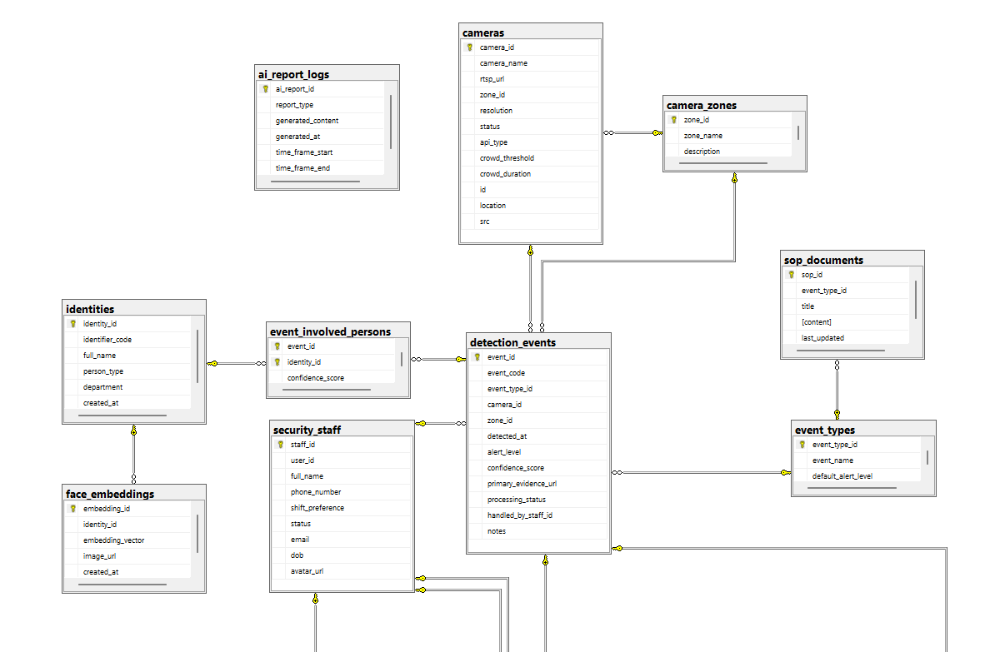 cameras
camera_id
camera_name
rtsp_url
zone_id
resolution
status
api_type
crowd_threshold
crowd_duration
id
location
src
ai_report_logs
ai_report_id
report_type
generated_content
generated_at
time_frame_start
time_frame_end
camera_zones
zone_id
zone_name
description
sop_documents
sop_id
event_type_id
title
[content]
last_updated
identities
identity_id
identifier_code
full_name
person_type
department
created_at
event_involved_persons
event_id
identity_id
confidence_score
detection_events
event_id
event_code
event_type_id
camera_id
zone_id
detected_at
alert_level
confidence_score
primary_evidence_url
processing_status
handled_by_staff_id
notes
security_staff
staff_id
user_id
full_name
phone_number
shift_preference
status
email
dob
avatar_url
event_types
event_type_id
event_name
default_alert_level
face_embeddings
embedding_id
identity_id
embedding_vector
image_url
created_at